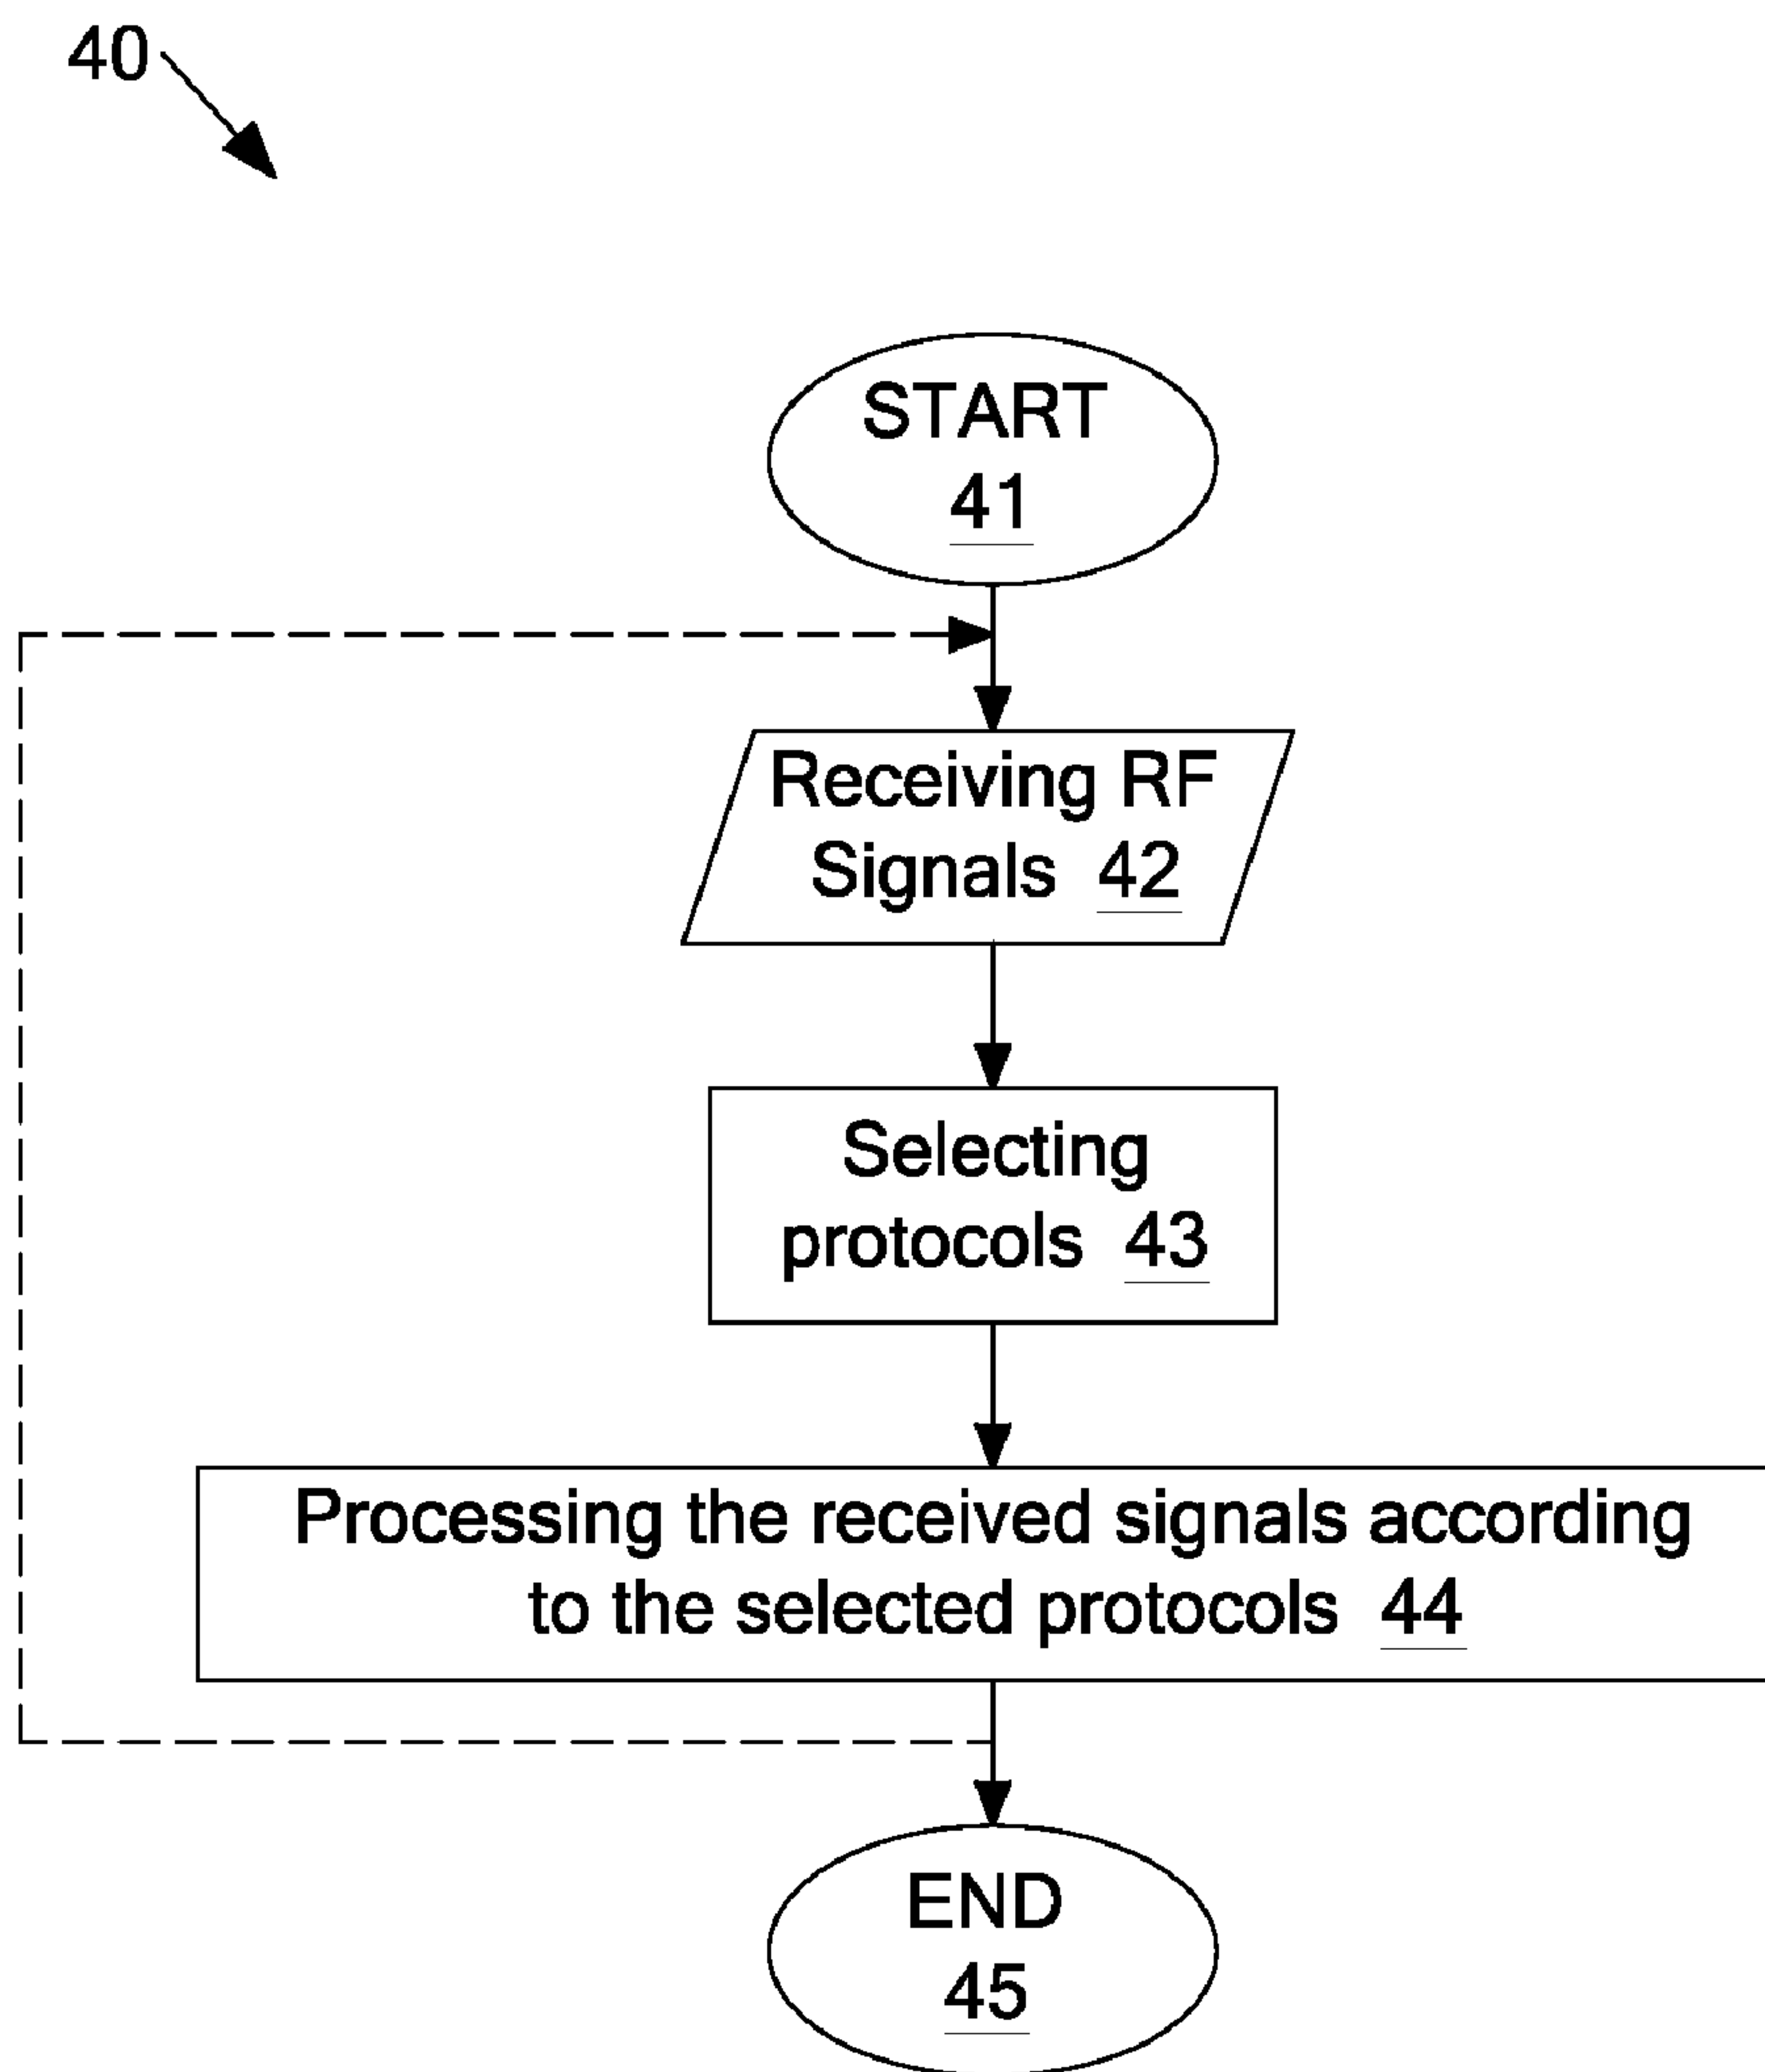 40
START
41
Receiving RF
Signals 42
Selecting
protocols 43
Processing the received signals according
to the selected protocols 44
END
45